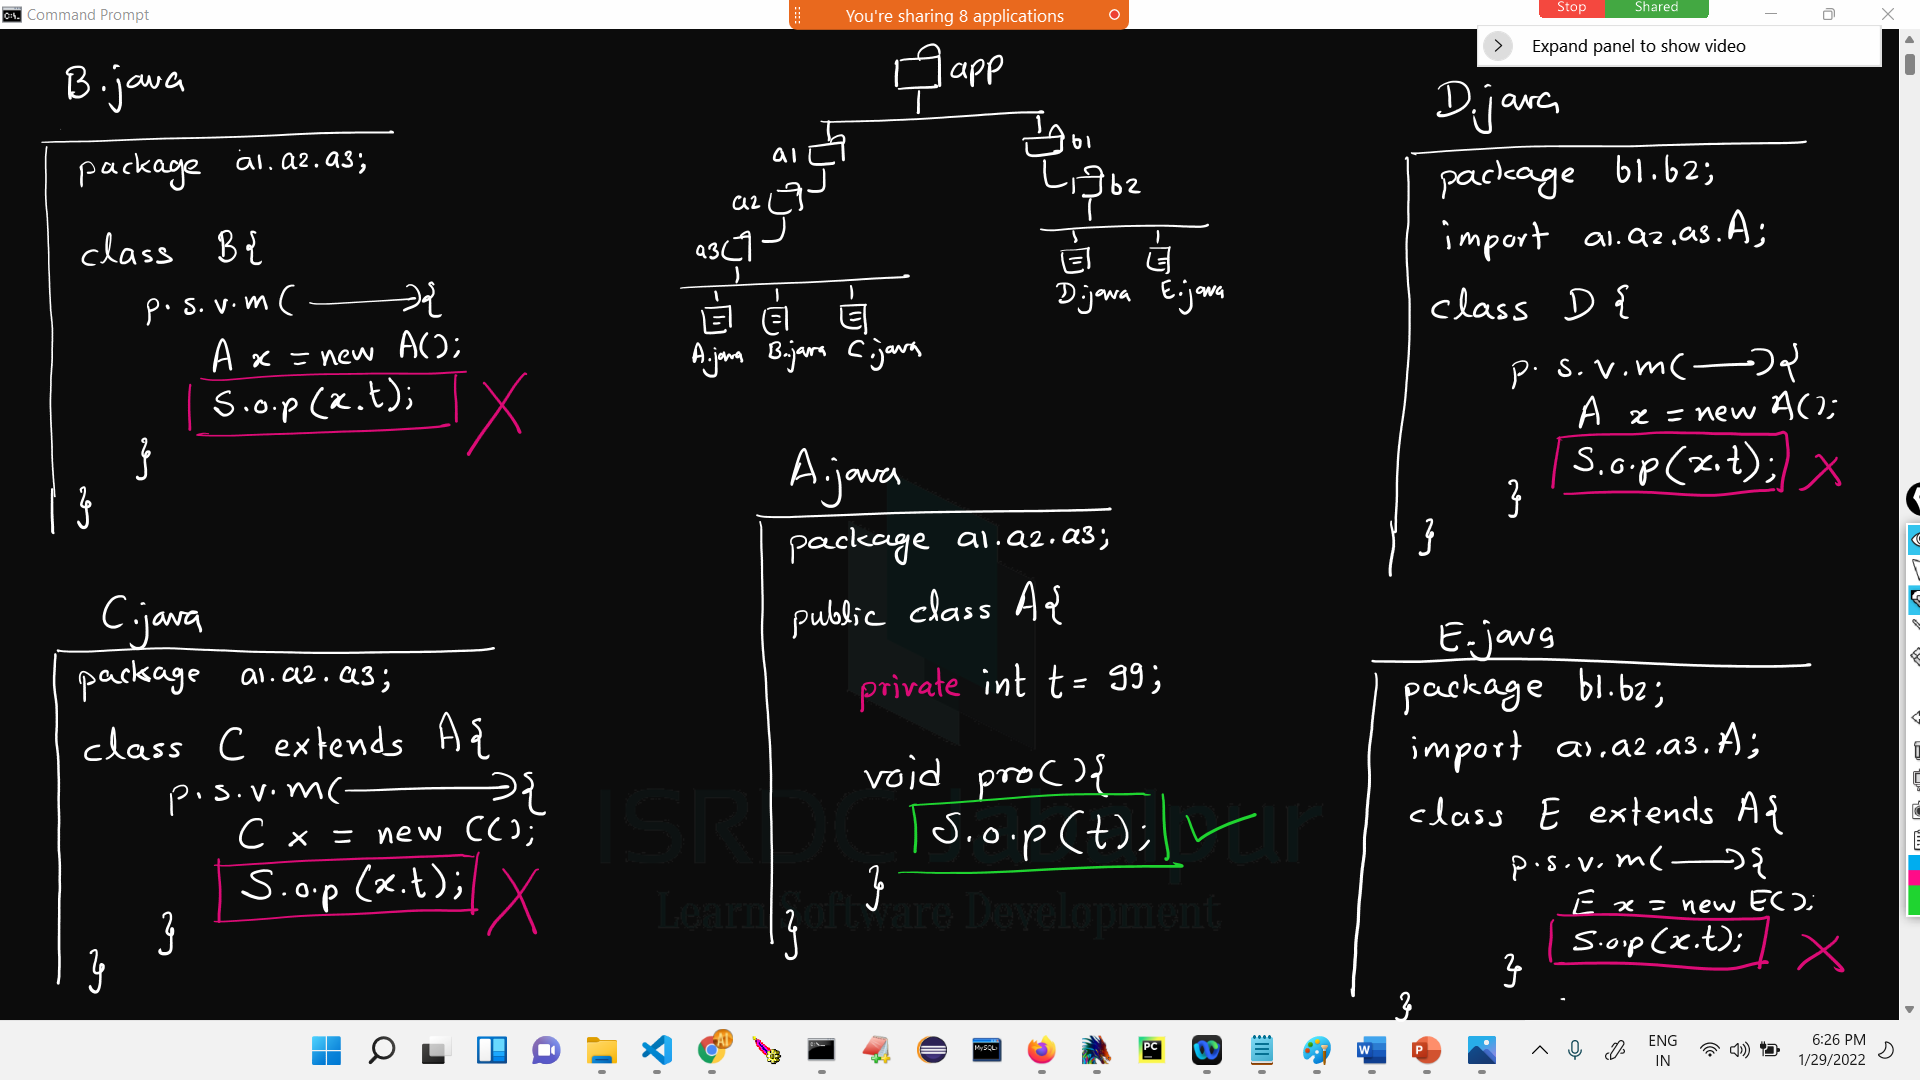 Command Prompt
You're sharing 8 applications
Stop
Shared
Expand panel to show video
B.java
package a1.a2.a3;
class B{
p.s.v.m( ){
A x = new A();
S.o.p(x.t);
}
}
app
a1
b1
a2
b2
a3
A.java
B.java
C.java
D.java
E.java
D.java
package b1.b2;
import a1.a2.a3.A;
class D {
p.s.v.m( ){
A x = new A();
S.o.p(x.t);
}
}
A.java
package a1.a2.a3;
public class A{
private int t = 99;
void pro(){
S.o.p(t);
}
}
C.java
package a1.a2.a3;
class C extends A{
p.s.v.m( ){
C x = new C();
S.o.p(x.t);
}
}
E.java
package b1.b2;
import a1.a2.a3.A;
class E extends A{
p.s.v.m( ){
E x = new E();
S.o.p(x.t);
}
}
ISRDC Jabalpur
Learn Software Development
ENG
IN
6:26 PM
1/29/2022